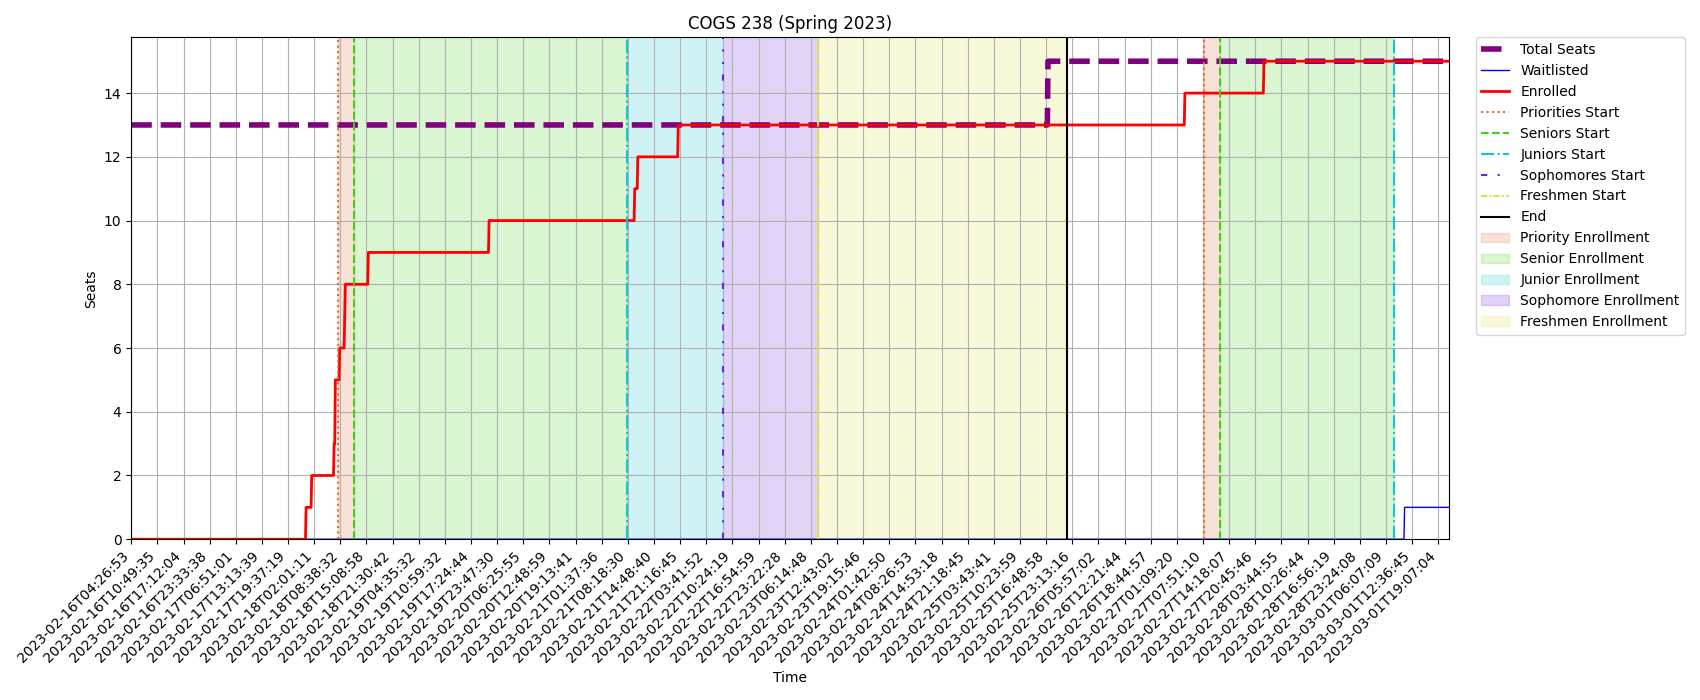 COGS 238 (Spring 2023)
Seats
14
12
10
8
6
4
2
0
2023-02-16T04:26:53
2023-02-16T10:49:35
2023-02-16T17:12:04
2023-02-16T23:33:38
2023-02-17T06:51:01
2023-02-17T13:13:39
2023-02-17T19:37:19
2023-02-18T02:01:11
2023-02-18T08:38:32
2023-02-18T15:08:58
2023-02-18T21:30:42
2023-02-19T04:35:32
2023-02-19T10:59:32
2023-02-19T17:24:44
2023-02-19T23:47:30
2023-02-20T06:25:55
2023-02-20T12:48:59
2023-02-20T19:13:41
2023-02-21T01:37:36
2023-02-21T08:18:30
2023-02-21T14:48:40
2023-02-21T21:16:45
2023-02-22T03:41:52
2023-02-22T10:24:19
2023-02-22T16:54:59
2023-02-22T23:22:28
2023-02-23T06:14:48
2023-02-23T12:43:02
2023-02-23T19:15:46
2023-02-24T01:42:50
2023-02-24T08:26:53
2023-02-24T14:53:18
2023-02-24T21:18:45
2023-02-25T03:43:41
2023-02-25T10:23:59
2023-02-25T16:48:58
2023-02-25T23:13:16
2023-02-26T05:57:02
2023-02-26T12:21:44
2023-02-26T18:44:57
2023-02-27T01:09:20
2023-02-27T07:51:10
2023-02-27T14:18:07
2023-02-27T20:45:46
2023-02-28T03:44:55
2023-02-28T10:26:44
2023-02-28T16:56:19
2023-02-28T23:24:08
2023-03-01T06:07:09
2023-03-01T12:36:45
2023-03-01T19:07:04
Time
Total Seats
Waitlisted
Enrolled
Priorities Start
Seniors Start
Juniors Start
Sophomores Start
Freshmen Start
End
Priority Enrollment
Senior Enrollment
Junior Enrollment
Sophomore Enrollment
Freshmen Enrollment